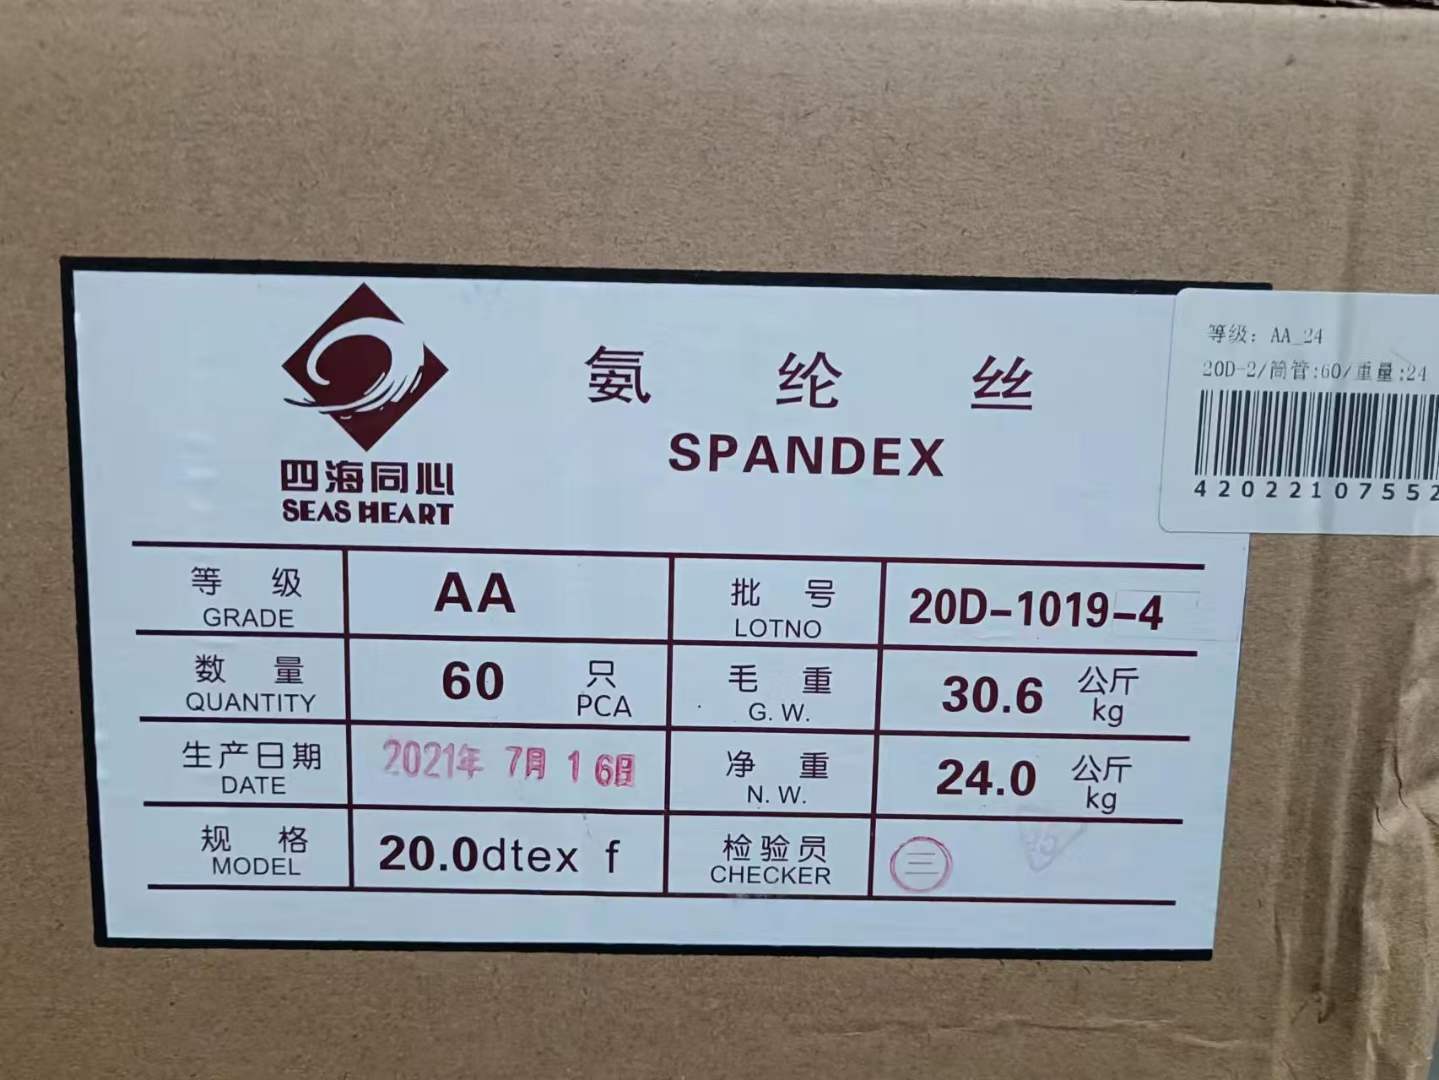 四海同心
SEAS HEART
氨 纶 丝
SPANDEX
等级: AA_24
20D-2/筒管:60/重量:24
42022107552
等 级 AA 批 号 20D-1019-4
GRADE LOTNO
数 量 60 只 毛 重 30.6 公斤
QUANTITY PCA G. W. kg
生产日期 2021年 7月 16日 净 重 24.0 公斤
DATE N. W. kg
规 格 20.0dtex f 检验员 三
MODEL CHECKER